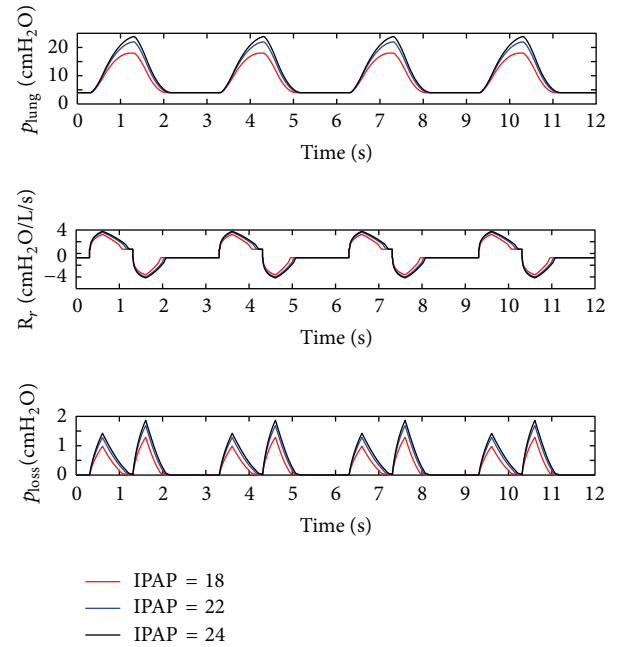 p_lung (cmH₂O)
20
10
0
0 1 2 3 4 5 6 7 8 9 10 11 12
Time (s)
R_r (cmH₂O/L/s)
4
0
−4
0 1 2 3 4 5 6 7 8 9 10 11 12
Time (s)
p_loss(cmH₂O)
2
1
0
0 1 2 3 4 5 6 7 8 9 10 11 12
Time (s)
IPAP = 18
IPAP = 22
IPAP = 24